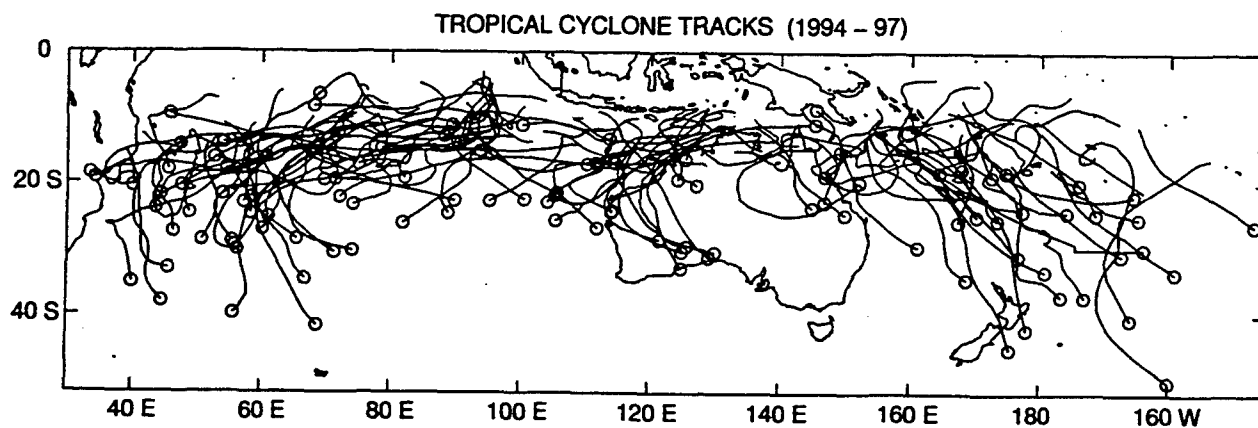 TROPICAL CYCLONE TRACKS (1994 – 97)
0
20 S
40 S
40 E 60 E 80 E 100 E 120 E 140 E 160 E 180 160 W